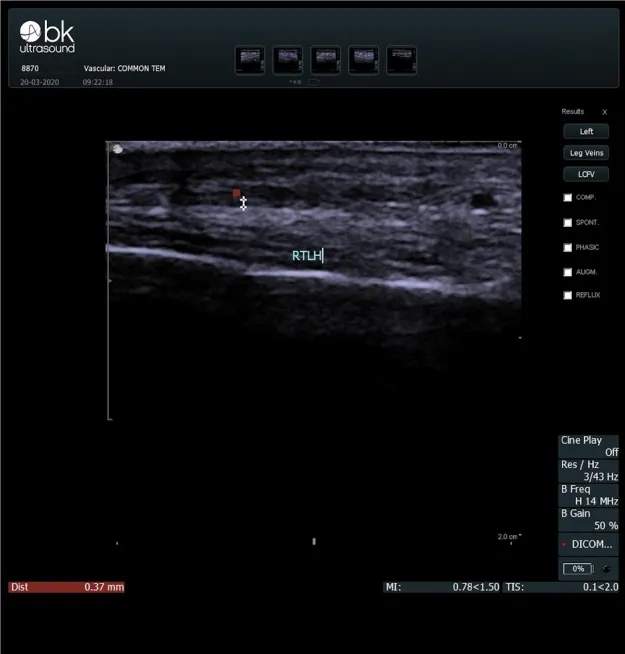 bk
ultrasound
8870 Vascular: COMMON TEM
20-03-2020 09:22:18
Results X
0.0 cm
Left
Leg Veins
LCFV
COMP.
SPONT.
PHASIC
AUGM.
REFLUX
RTLH
Cine Play
Off
Res / Hz
3/43 Hz
B Freq
H 14 MHz
B Gain
50 %
2.0 cm
DICOM...
0%
Dist 0.37 mm MI: 0.78<1.50 TIS: 0.1<2.0